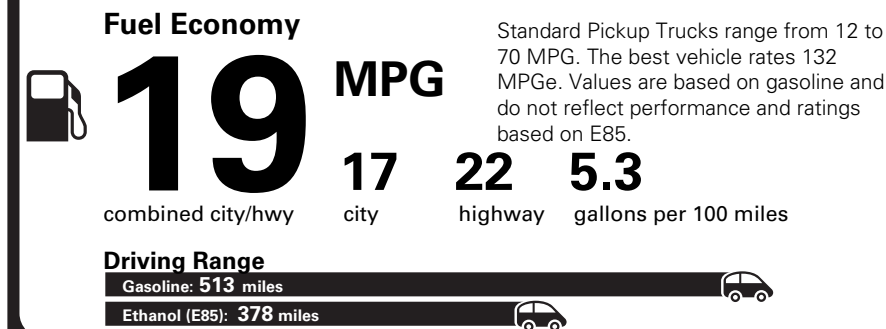 Fuel Economy
19
MPG
Standard Pickup Trucks range from 12 to
70 MPG. The best vehicle rates 132
MPGe. Values are based on gasoline and
do not reflect performance and ratings
based on E85.
17 22 5.3
combined city/hwy city highway gallons per 100 miles
Driving Range
Gasoline: 513 miles
Ethanol (E85): 378 miles